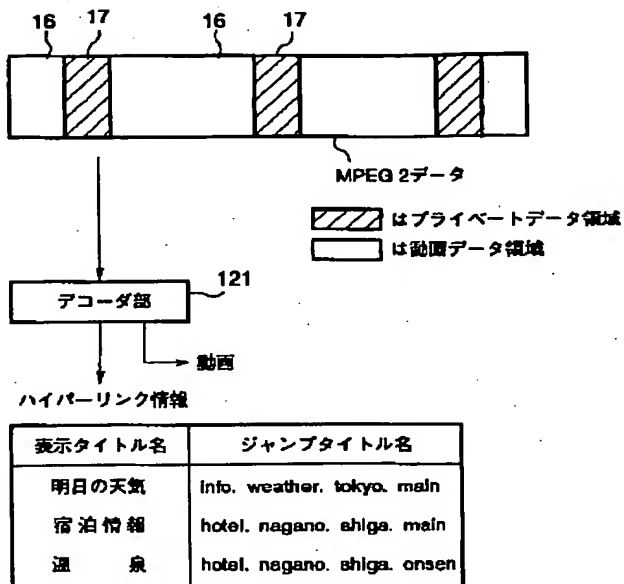 16 17 16 17
MPEG 2データ
はプライベートデータ領域
は動画データ領域
デコーダ部 121
動画
ハイパーリンク情報
表示タイトル名 ジャンプタイトル名
明日の天気 info. weather. tokyo. main
宿泊情報 hotel. nagano. shiga. main
温泉 hotel. nagano. shiga. onsen